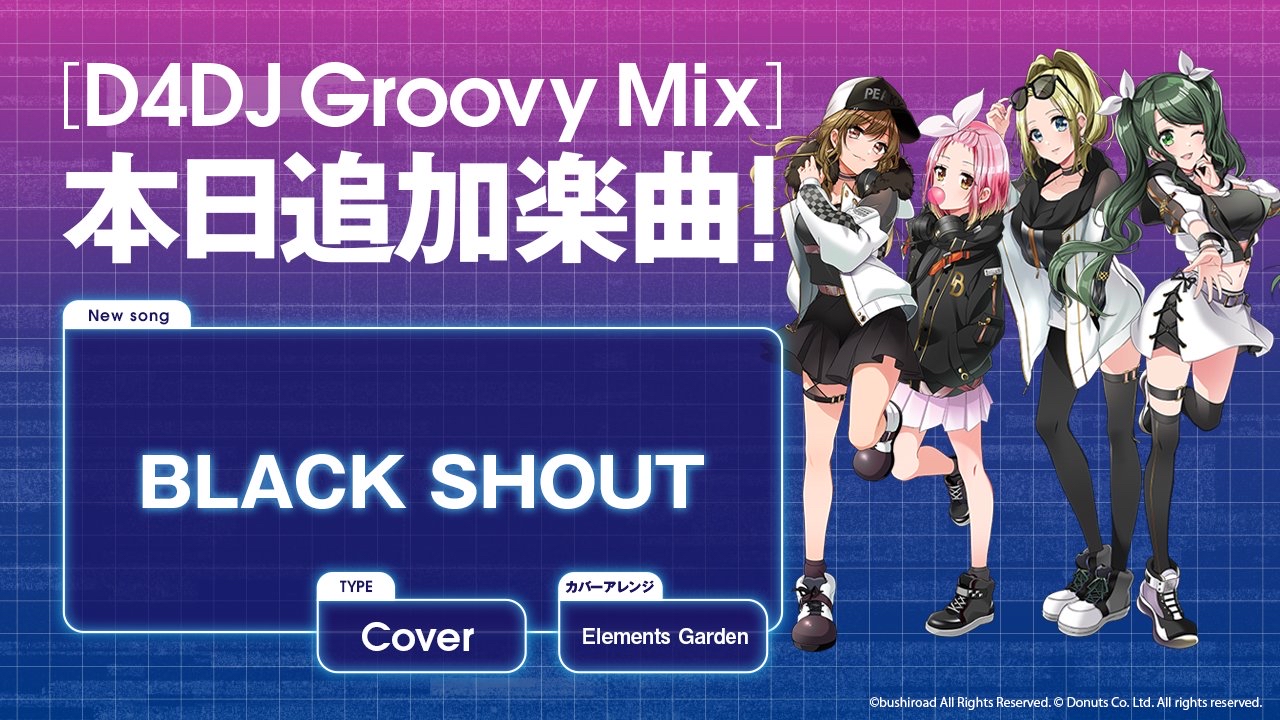 [D4DJ Groovy Mix]
本日追加楽曲!
New song
BLACK SHOUT
TYPE
Cover
カバーアレンジ
Elements Garden
©bushiroad All Rights Reserved. © Donuts Co. Ltd. All rights reserved.